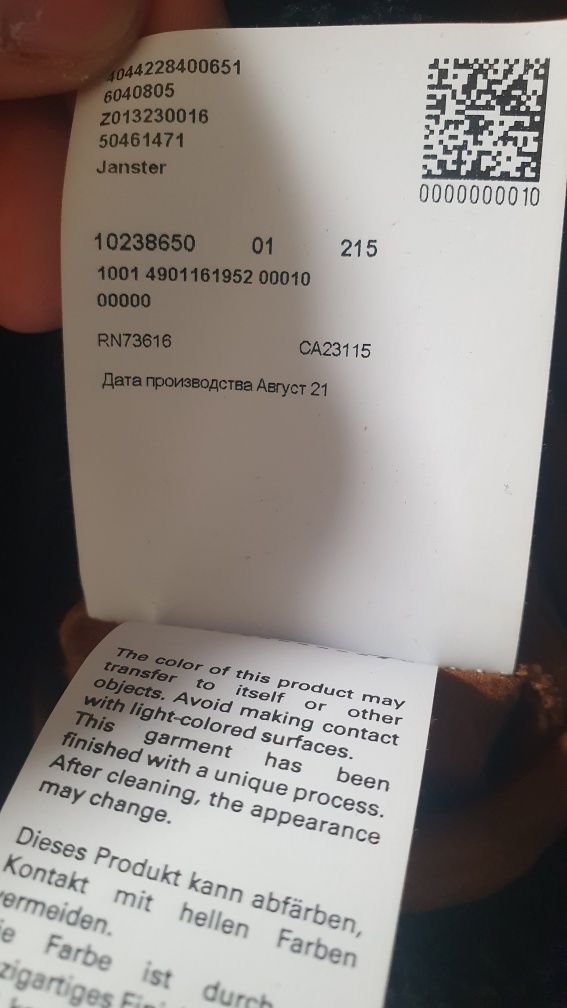 4044228400651
6040805
Z013230016
50461471
Janster
0000000010
10238650 01 215
1001 4901161952 00010
00000
RN73616 CA23115
Дата производства Август 21
The color of this product may
transfer to itself or other
objects. Avoid making contact
with light-colored surfaces.
This garment has been
finished with a unique process.
After cleaning, the appearance
may change.
Dieses Produkt kann abfärben,
Kontakt mit hellen Farben
vermeiden.
Farbe ist durch